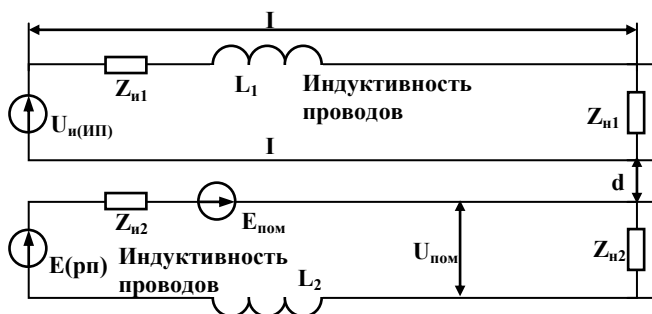 I
Zи1
L1
Индуктивность
проводов
Uи(ИП)
Zн1
I
d
Zи2
Eпом
E(рп)
Индуктивность
проводов
L2
Uпом
Zн2